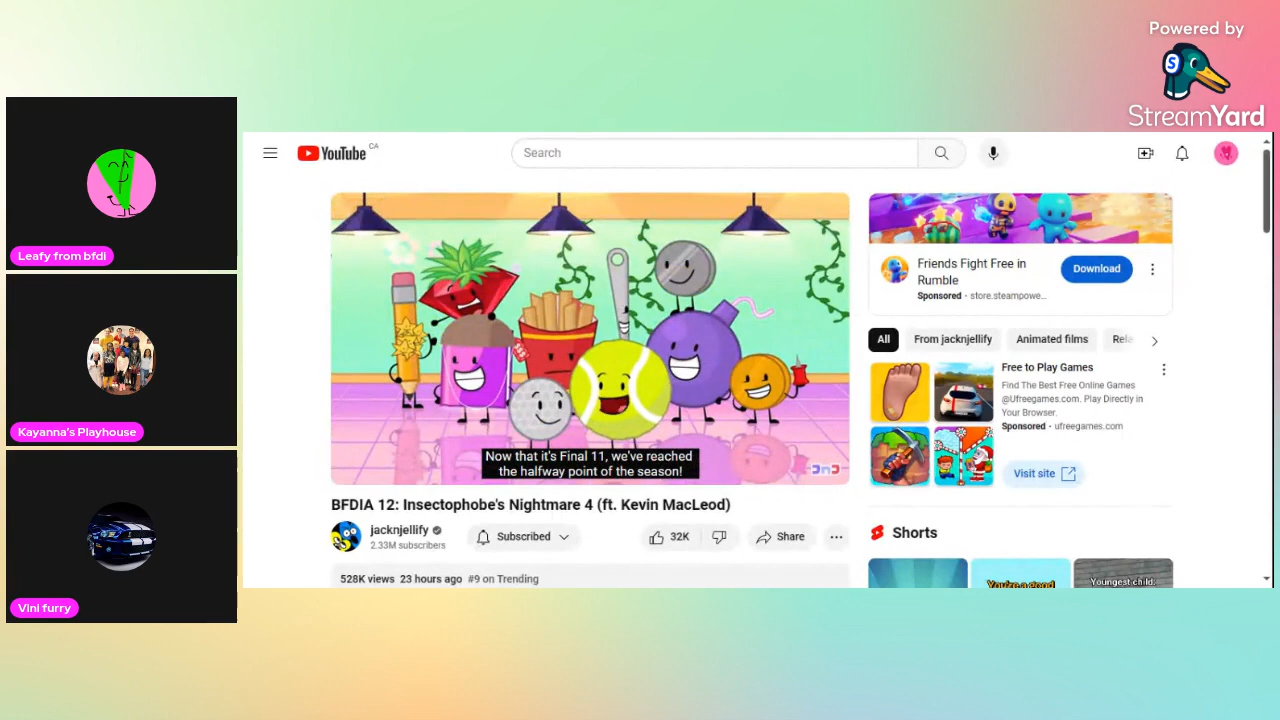 Powered by
StreamYard
Leafy from bfdi
Kayanna's Playhouse
Vini furry
YouTube CA
Search
Now that it's Final 11, we've reached
the halfway point of the season!
BFDIA 12: Insectophobe's Nightmare 4 (ft. Kevin MacLeod)
jacknjellify
2.33M subscribers
Subscribed
32K
Share
528K views 23 hours ago #9 on Trending
Friends Fight Free in
Rumble
Sponsored · store.steampowe...
Download
All
From jacknjellify
Animated films
Rela
Free to Play Games
Find The Best Free Online Games
@Ufreegames.com. Play Directly in
Your Browser.
Sponsored · ufreegames.com
Visit site
Shorts
You're a good
Youngest child: